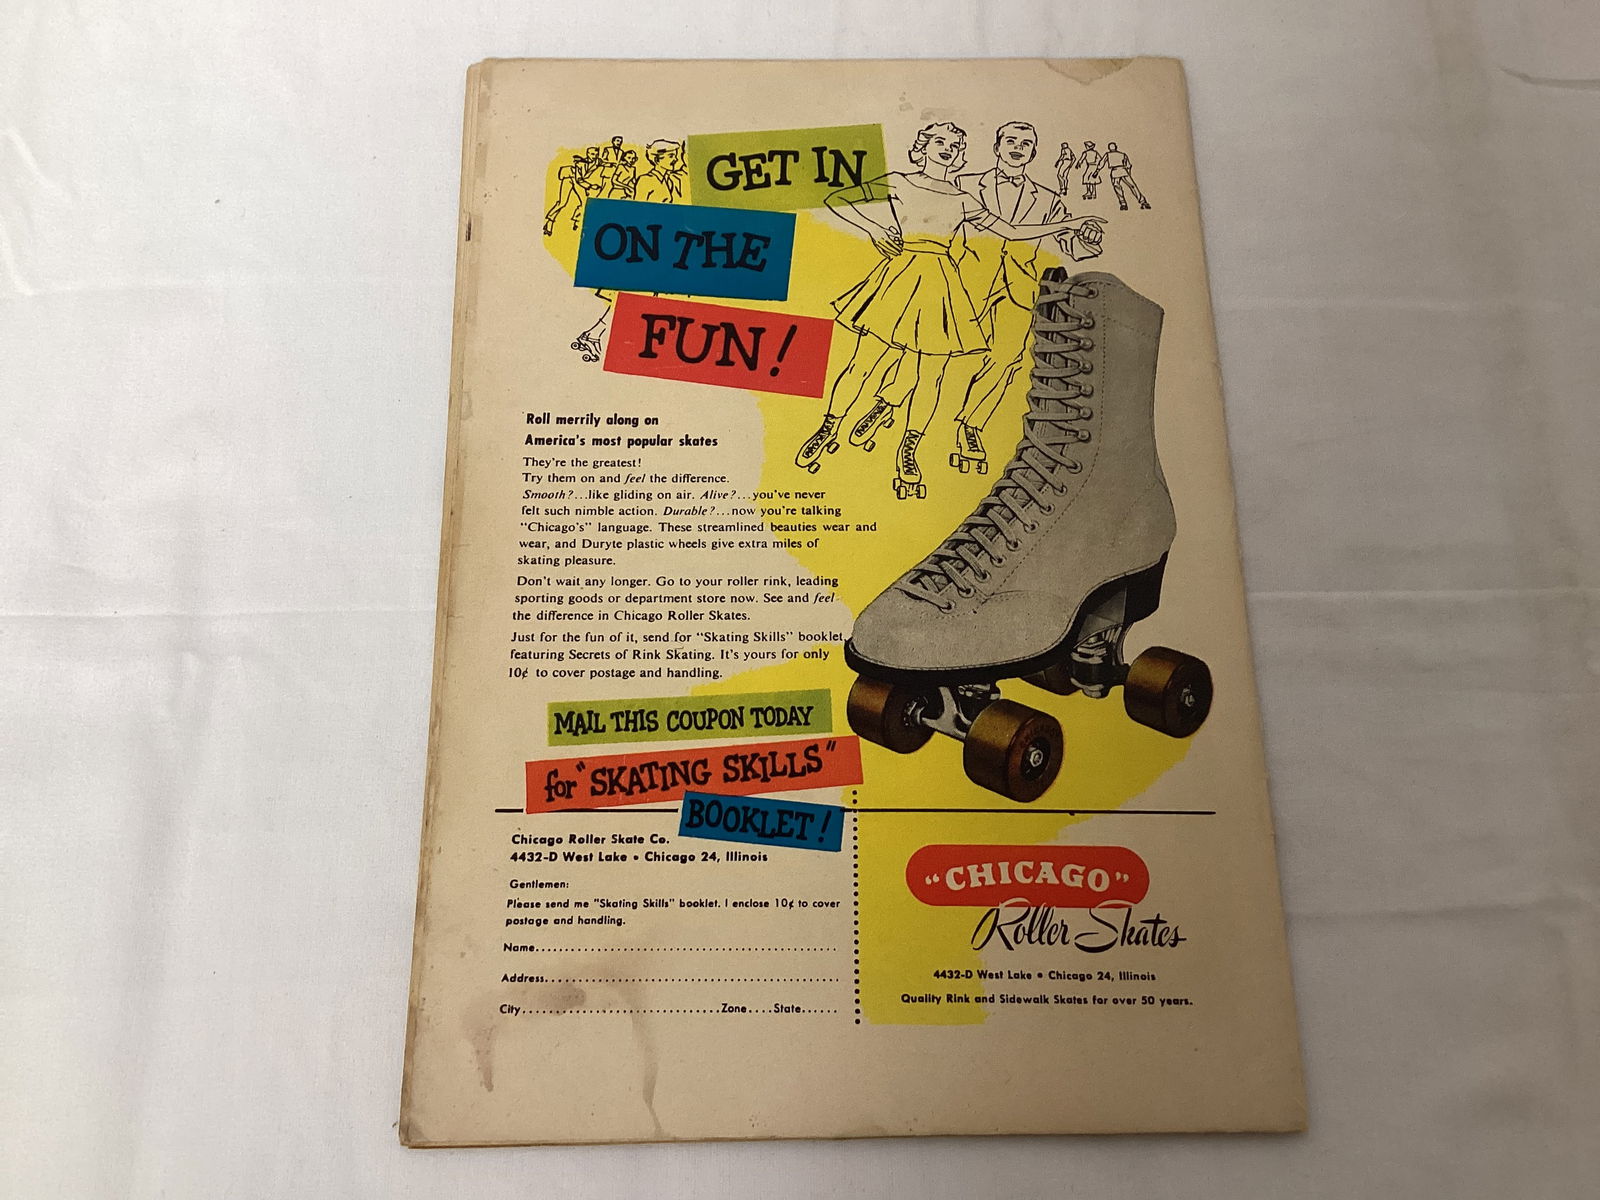 GET IN
ON THE
FUN!
Roll merrily along on
America's most popular skates
They're the greatest!
Try them on and feel the difference.
Smooth?...like gliding on air. Alive?...you've never
felt such nimble action. Durable?...now you're talking
"Chicago's" language. These streamlined beauties wear and
wear, and Duryte plastic wheels give extra miles of
skating pleasure.
Don't wait any longer. Go to your roller rink, leading
sporting goods or department store now. See and feel
the difference in Chicago Roller Skates.
Just for the fun of it, send for "Skating Skills" booklet,
featuring Secrets of Rink Skating. It's yours for only
10¢ to cover postage and handling.
MAIL THIS COUPON TODAY
for "SKATING SKILLS"
BOOKLET!
Chicago Roller Skate Co.
4432-D West Lake • Chicago 24, Illinois
Gentlemen:
Please send me "Skating Skills" booklet. I enclose 10¢ to cover
postage and handling.
Name
Address
City Zone State
"CHICAGO"
Roller Skates
4432-D West Lake • Chicago 24, Illinois
Quality Rink and Sidewalk Skates for over 50 years.